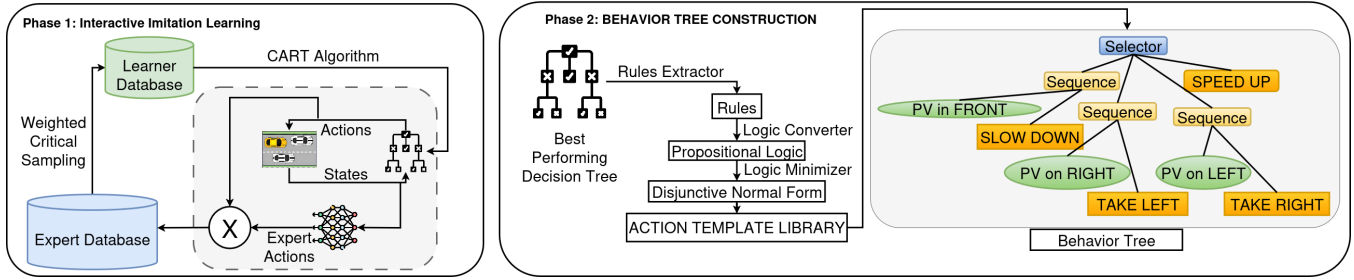 Phase 1: Interactive Imitation Learning
Learner
Database
CART Algorithm
Weighted
Critical
Sampling
Actions
States
Expert Database
X
Expert
Actions
Phase 2: BEHAVIOR TREE CONSTRUCTION
Best
Performing
Decision Tree
Rules Extractor
Rules
Logic Converter
Propositional Logic
Logic Minimizer
Disjunctive Normal Form
ACTION TEMPLATE LIBRARY
Selector
Sequence
SPEED UP
PV in FRONT
Sequence
Sequence
SLOW DOWN
PV on RIGHT
PV on LEFT
TAKE LEFT
TAKE RIGHT
Behavior Tree